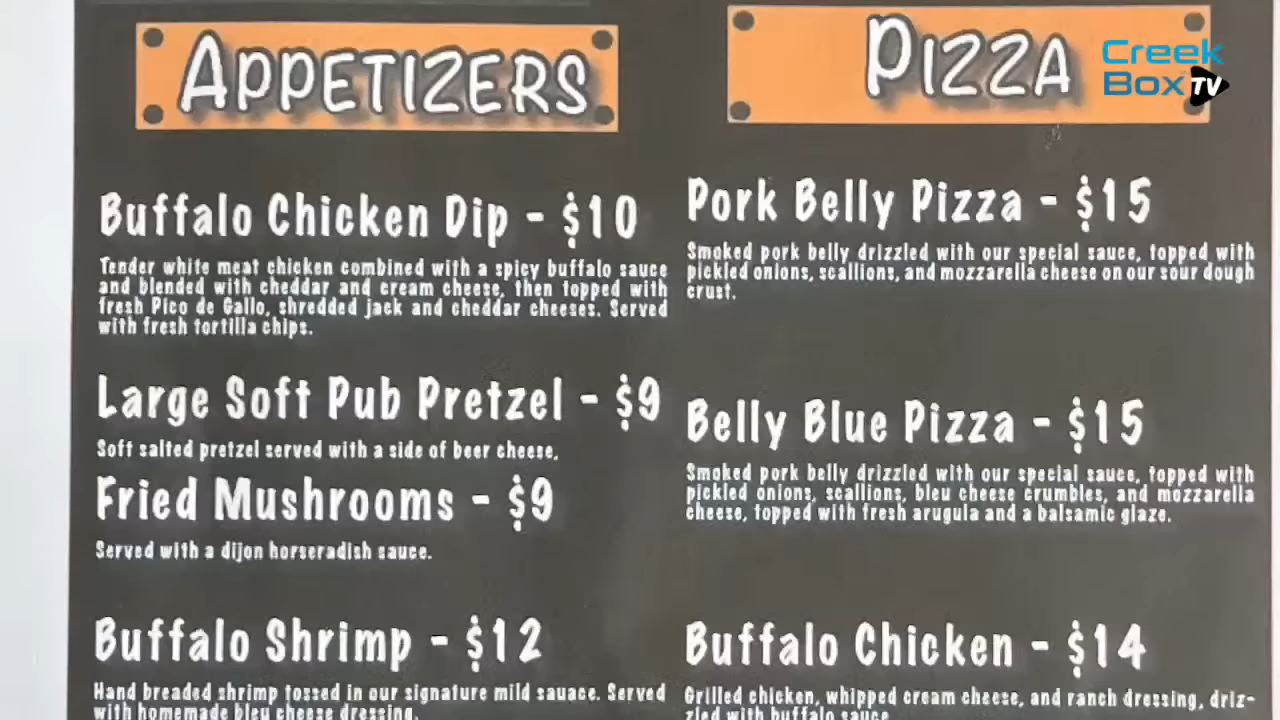 APPETIZERS
Buffalo Chicken Dip - $10
Tender white meat chicken combined with a spicy buffalo sauce
and blended with cheddar and cream cheese, then topped with
fresh Pico de Gallo, shredded jack and cheddar cheeses. Served
with fresh tortilla chips.
Large Soft Pub Pretzel - $9
Soft salted pretzel served with a side of beer cheese.
Fried Mushrooms - $9
Served with a dijon horseradish sauce.
Buffalo Shrimp - $12
Hand breaded shrimp tossed in our signature mild sauace. Served
with homemade bleu cheese dressing.
PIZZA
Creek
Box TV
Pork Belly Pizza - $15
Smoked pork belly drizzled with our special sauce, topped with
pickled onions, scallions, and mozzarella cheese on our sour dough
crust.
Belly Blue Pizza - $15
Smoked pork belly drizzled with our special sauce, topped with
pickled onions, scallions, bleu cheese crumbles, and mozzarella
cheese, topped with fresh arugula and a balsamic glaze.
Buffalo Chicken - $14
Grilled chicken, whipped cream cheese, and ranch dressing, driz-
zled with buffalo sauce